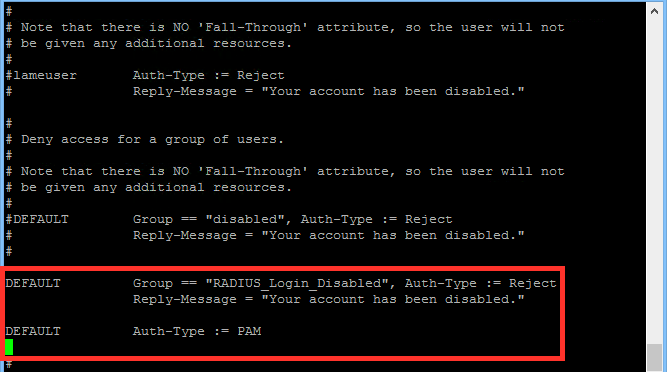 #
# Note that there is NO 'Fall-Through' attribute, so the user will not
# be given any additional resources.
#
#lameuser       Auth-Type := Reject
#               Reply-Message = "Your account has been disabled."
#
# Deny access for a group of users.
#
# Note that there is NO 'Fall-Through' attribute, so the user will not
# be given any additional resources.
#
#DEFAULT        Group == "disabled", Auth-Type := Reject
#               Reply-Message = "Your account has been disabled."
#
DEFAULT         Group == "RADIUS_Login_Disabled", Auth-Type := Reject
                Reply-Message = "Your account has been disabled."
DEFAULT         Auth-Type := PAM
#